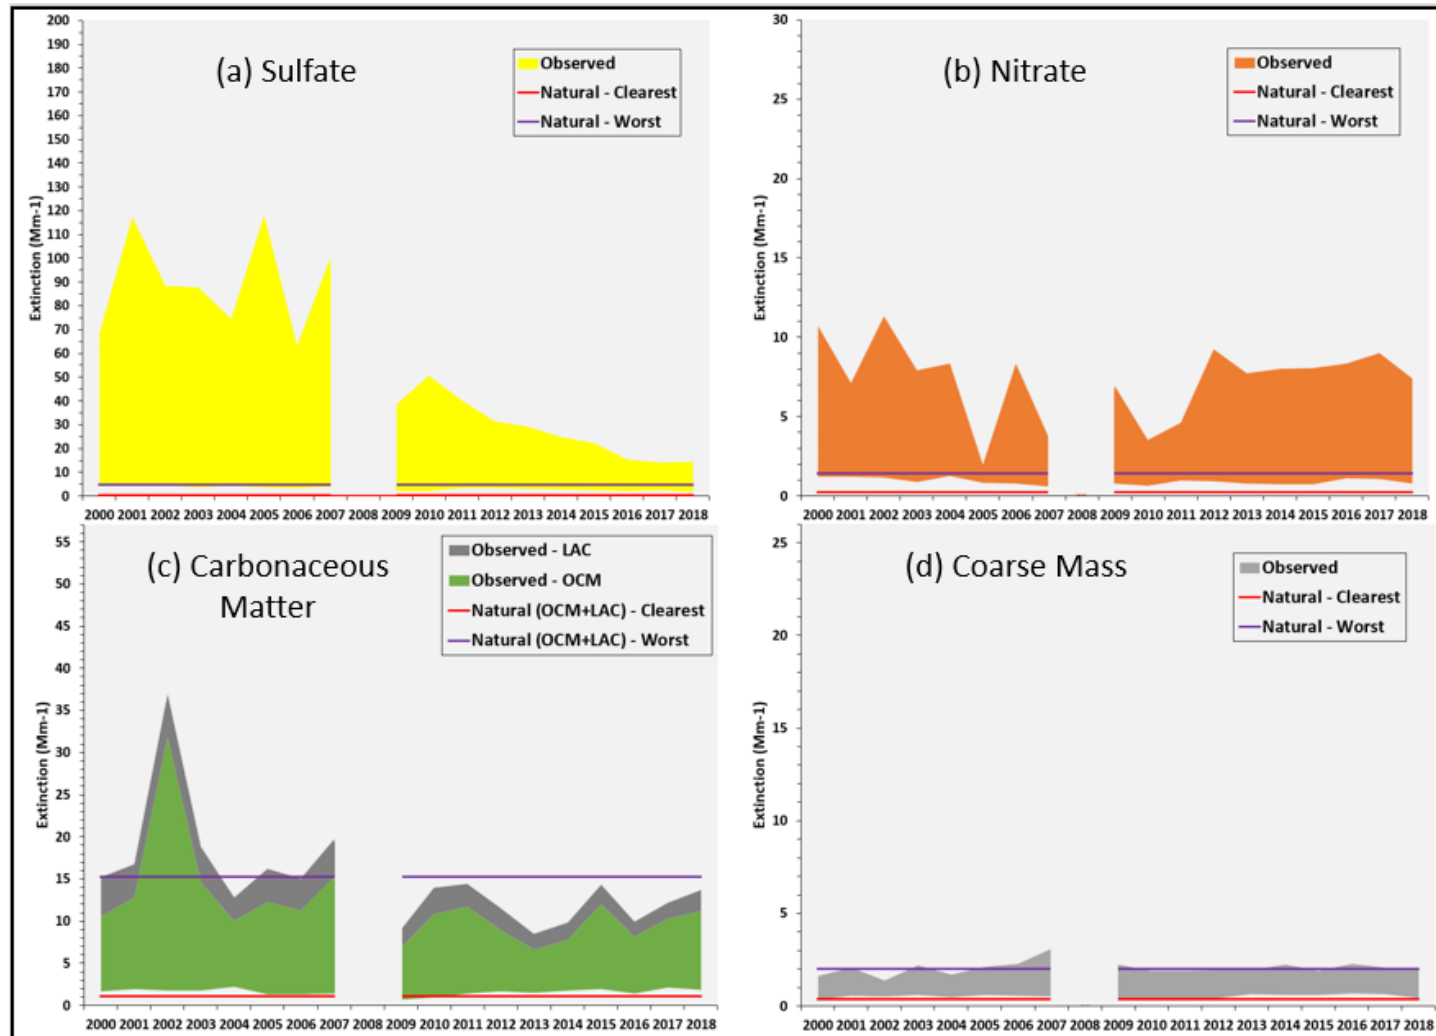 (a) Sulfate
Observed
Natural - Clearest
Natural - Worst
Extinction (Mm-1)
200
190
180
170
160
150
140
130
120
110
100
90
80
70
60
50
40
30
20
10
0
2000 2001 2002 2003 2004 2005 2006 2007 2008 2009 2010 2011 2012 2013 2014 2015 2016 2017 2018
(b) Nitrate
Observed
Natural - Clearest
Natural - Worst
Extinction (Mm-1)
30
25
20
15
10
5
0
2000 2001 2002 2003 2004 2005 2006 2007 2008 2009 2010 2011 2012 2013 2014 2015 2016 2017 2018
(c) Carbonaceous
Matter
Observed - LAC
Observed - OCM
Natural (OCM+LAC) - Clearest
Natural (OCM+LAC) - Worst
Extinction (Mm-1)
55
50
45
40
35
30
25
20
15
10
5
0
2000 2001 2002 2003 2004 2005 2006 2007 2008 2009 2010 2011 2012 2013 2014 2015 2016 2017 2018
(d) Coarse Mass
Observed
Natural - Clearest
Natural - Worst
Extinction (Mm-1)
25
20
15
10
5
0
2000 2001 2002 2003 2004 2005 2006 2007 2008 2009 2010 2011 2012 2013 2014 2015 2016 2017 2018